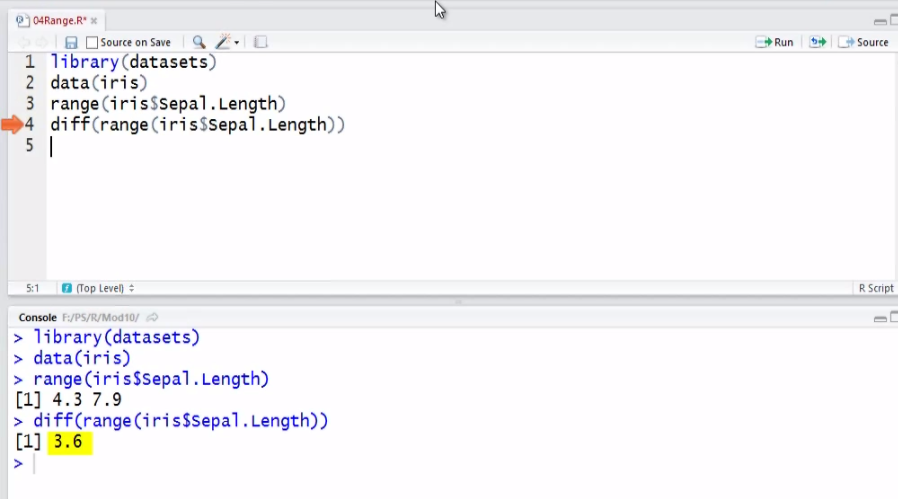 04Range.R*
Source on Save
Run
Source
1 library(datasets)
2 data(iris)
3 range(iris$Sepal.Length)
4 diff(range(iris$Sepal.Length))
5
5:1
(Top Level)
R Script
Console F:/PS/R/Mod10/
> library(datasets)
> data(iris)
> range(iris$Sepal.Length)
[1] 4.3 7.9
> diff(range(iris$Sepal.Length))
[1] 3.6
>